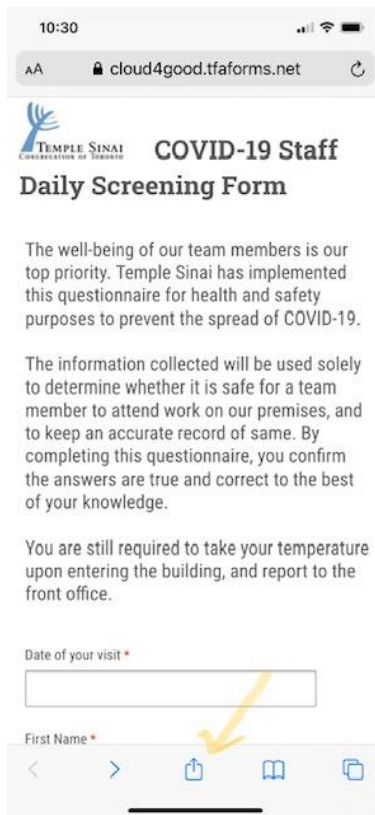 10:30
AA cloud4good.tfaforms.net
TEMPLE SINAI
CONGREGATION OF TORONTO
COVID-19 Staff
Daily Screening Form
The well-being of our team members is our
top priority. Temple Sinai has implemented
this questionnaire for health and safety
purposes to prevent the spread of COVID-19.
The information collected will be used solely
to determine whether it is safe for a team
member to attend work on our premises, and
to keep an accurate record of same. By
completing this questionnaire, you confirm
the answers are true and correct to the best
of your knowledge.
You are still required to take your temperature
upon entering the building, and report to the
front office.
Date of your visit *
First Name *